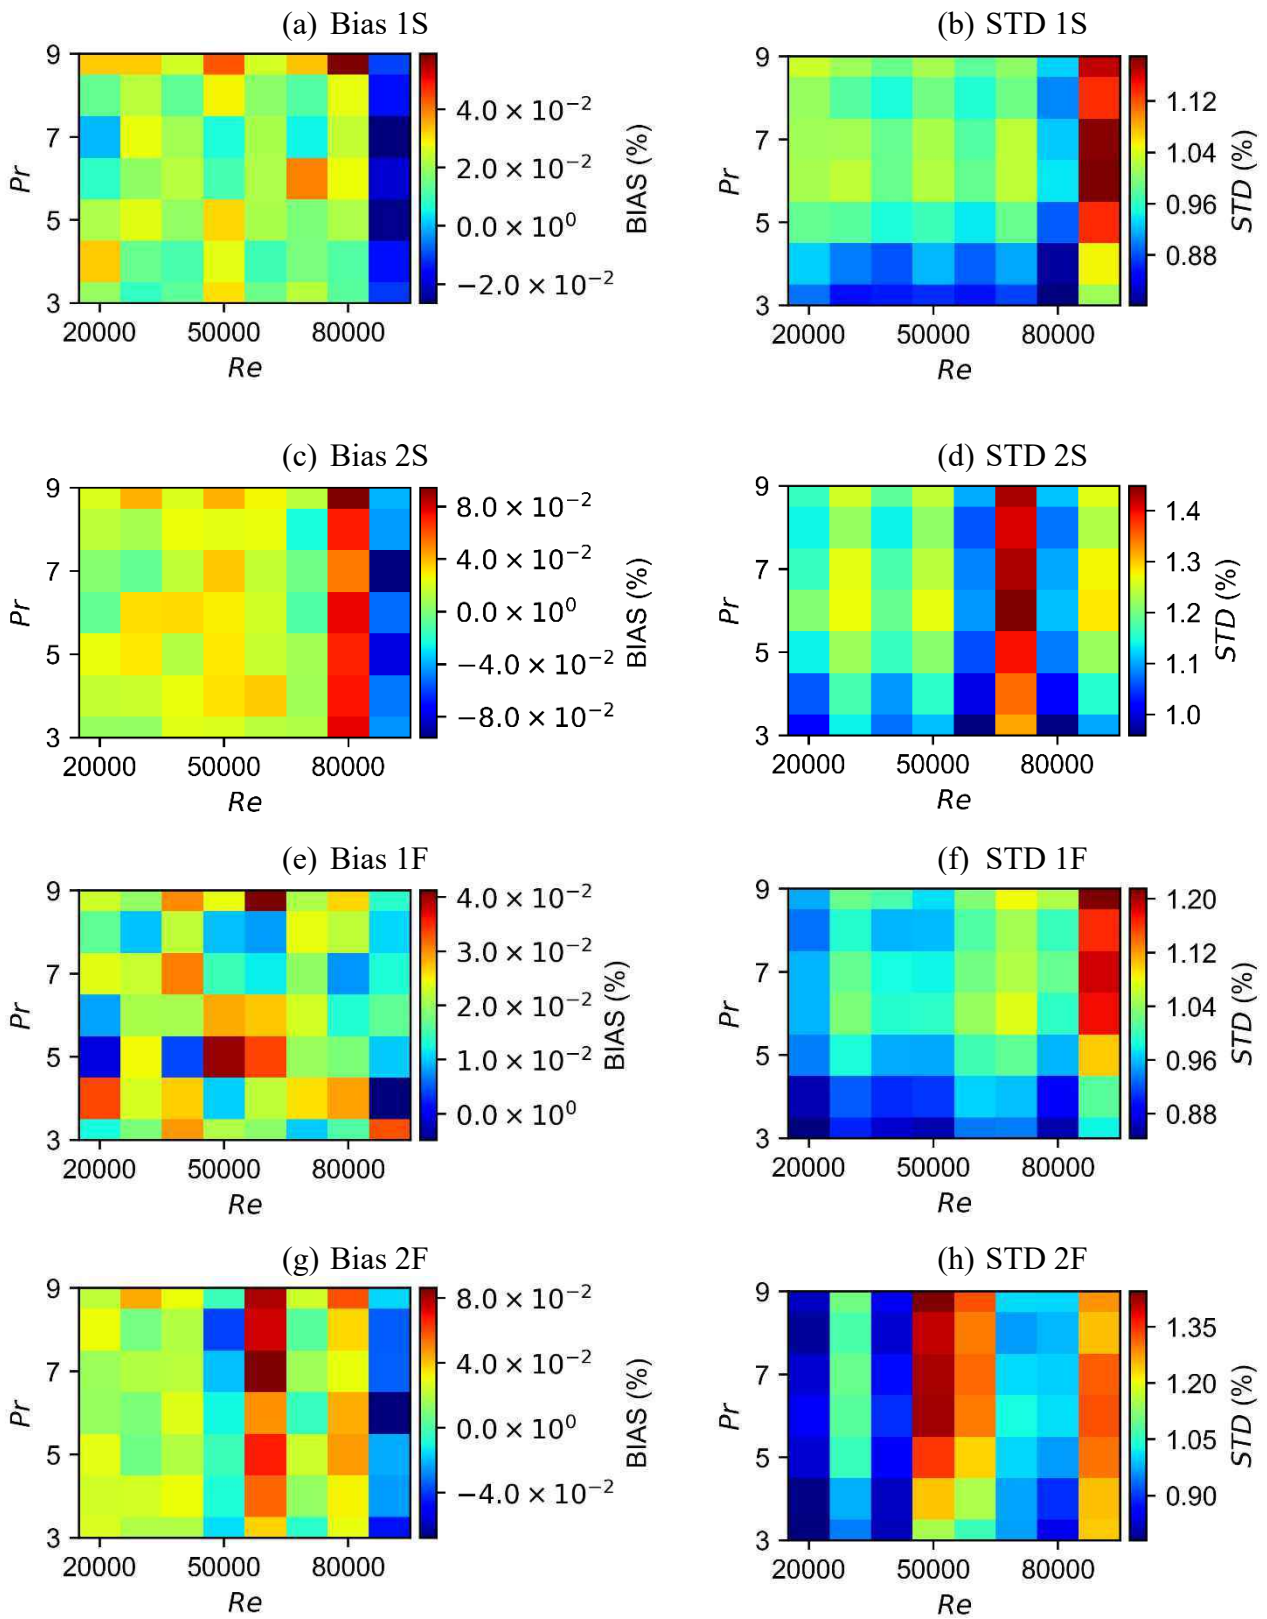 (a) Bias 1S
(b) STD 1S
9
7
5
3
Pr
20000 50000 80000
Re
4.0 × 10⁻²
2.0 × 10⁻²
0.0 × 10⁰
−2.0 × 10⁻²
BIAS (%)
9
7
5
3
Pr
20000 50000 80000
Re
1.12
1.04
0.96
0.88
STD (%)
(c) Bias 2S
(d) STD 2S
9
7
5
3
Pr
20000 50000 80000
Re
8.0 × 10⁻²
4.0 × 10⁻²
0.0 × 10⁰
−4.0 × 10⁻²
−8.0 × 10⁻²
BIAS (%)
9
7
5
3
Pr
20000 50000 80000
Re
1.4
1.3
1.2
1.1
1.0
STD (%)
(e) Bias 1F
(f) STD 1F
9
7
5
3
Pr
20000 50000 80000
Re
4.0 × 10⁻²
3.0 × 10⁻²
2.0 × 10⁻²
1.0 × 10⁻²
0.0 × 10⁰
BIAS (%)
9
7
5
3
Pr
20000 50000 80000
Re
1.20
1.12
1.04
0.96
0.88
STD (%)
(g) Bias 2F
(h) STD 2F
9
7
5
3
Pr
20000 50000 80000
Re
8.0 × 10⁻²
4.0 × 10⁻²
0.0 × 10⁰
−4.0 × 10⁻²
BIAS (%)
9
7
5
3
Pr
20000 50000 80000
Re
1.35
1.20
1.05
0.90
STD (%)